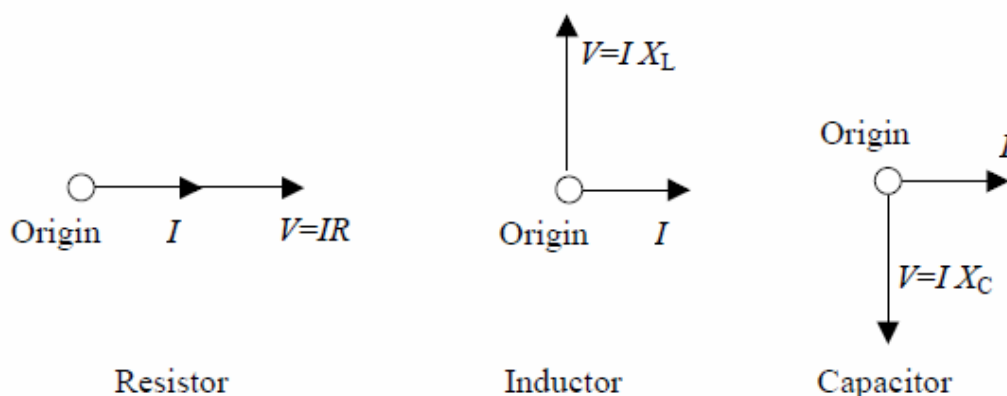 Origin I V=IR
Resistor
V=I X_L
Origin I
Inductor
Origin
I
V=I X_C
Capacitor